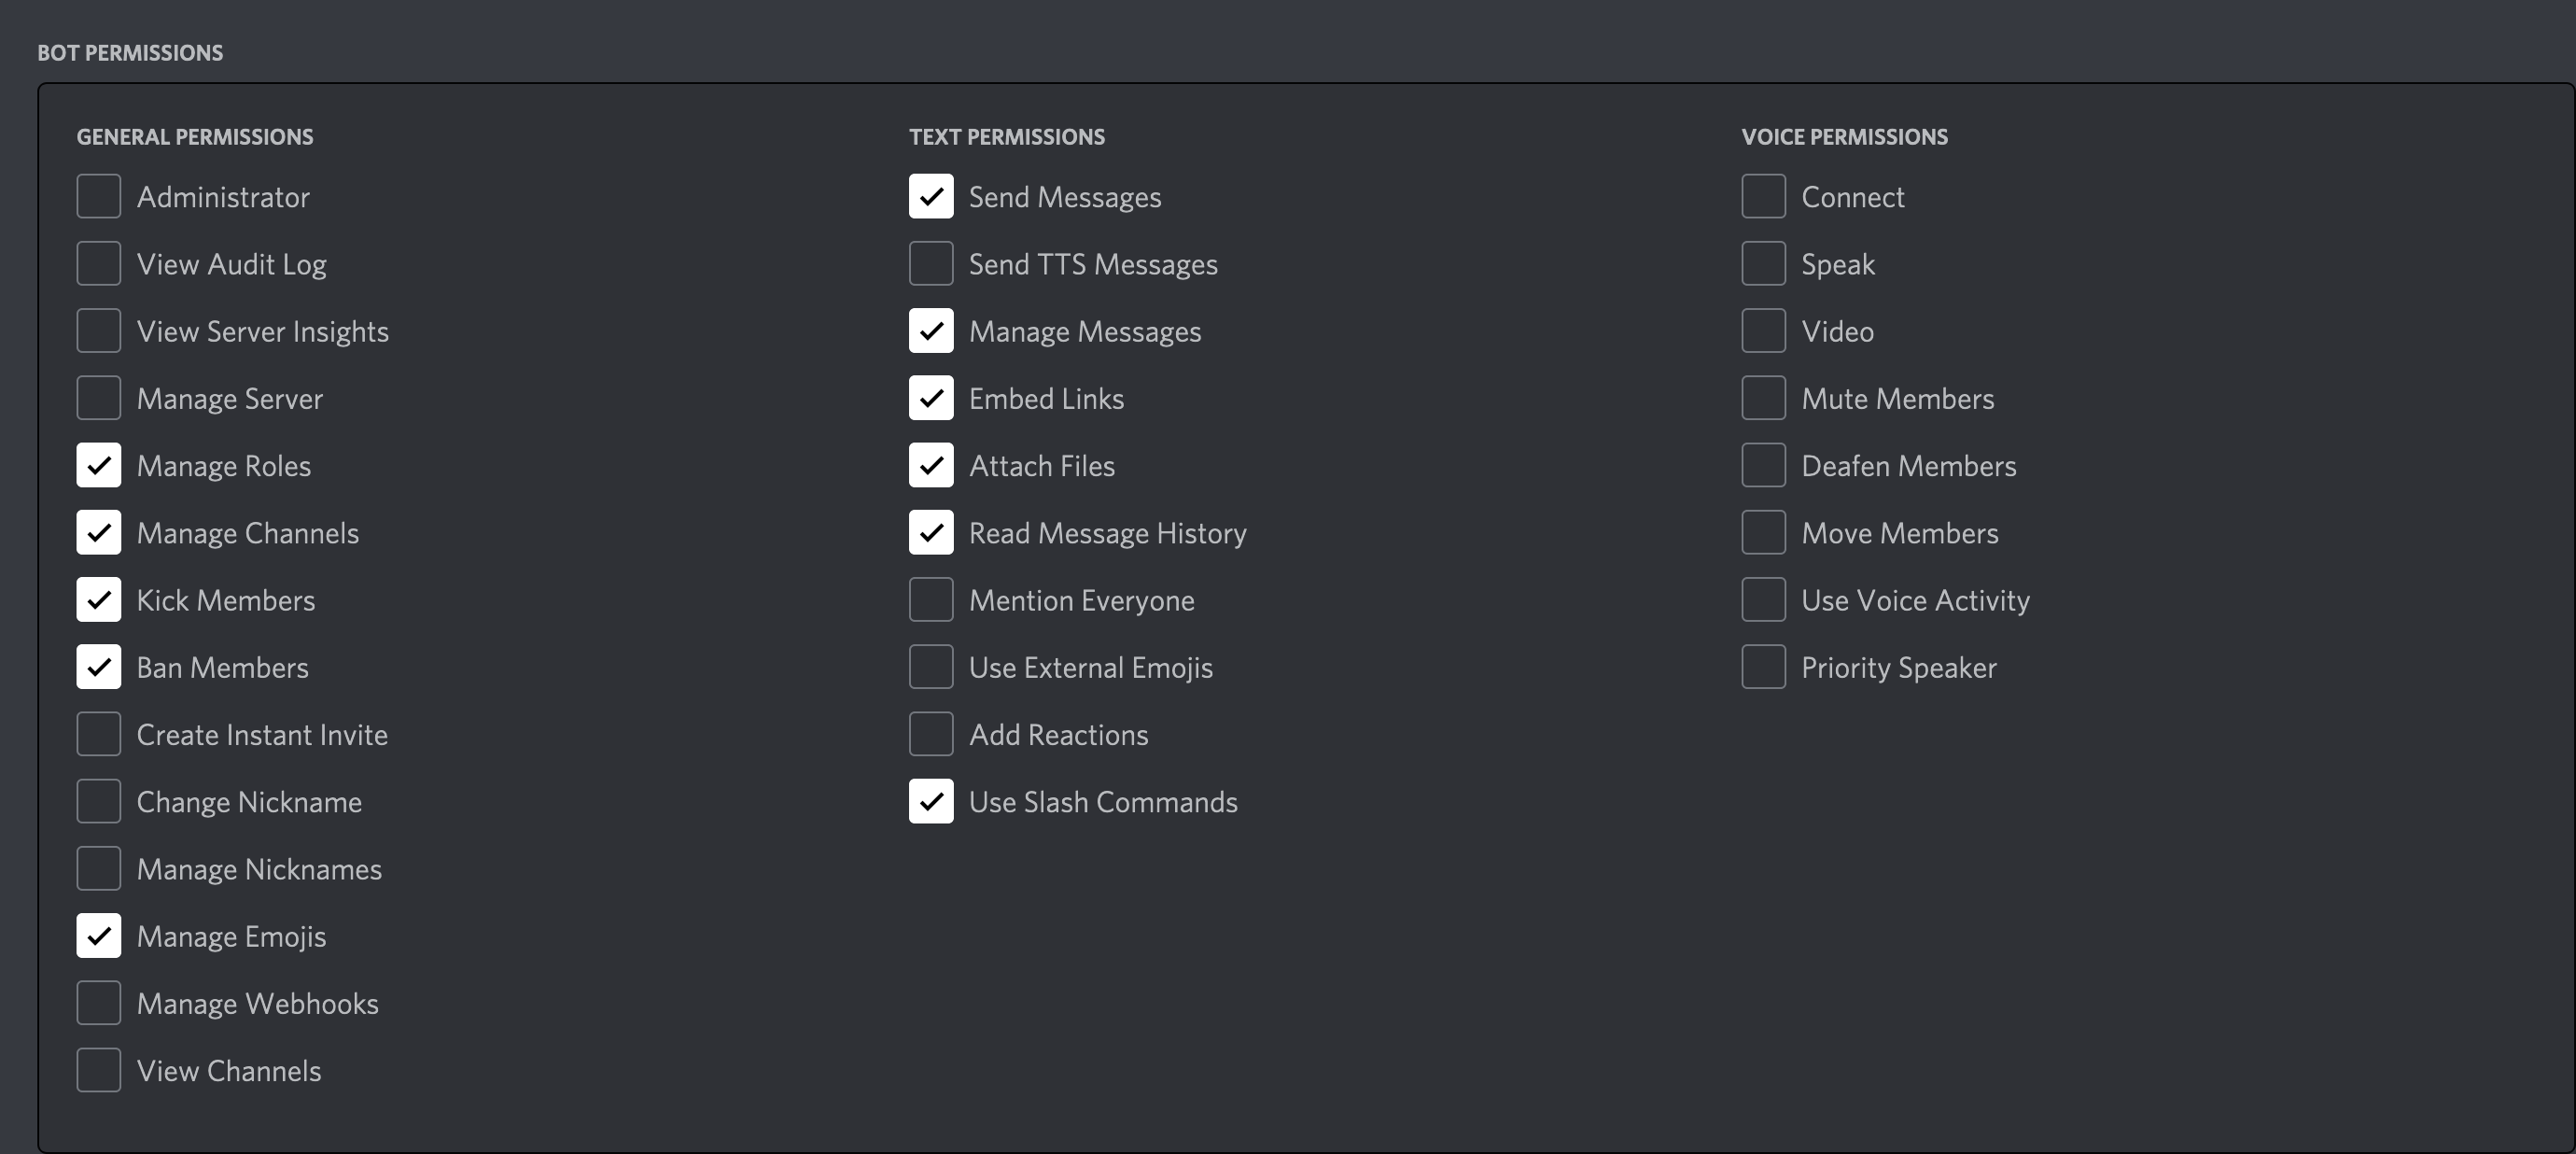 BOT PERMISSIONS
GENERAL PERMISSIONS
Administrator
View Audit Log
View Server Insights
Manage Server
Manage Roles
Manage Channels
Kick Members
Ban Members
Create Instant Invite
Change Nickname
Manage Nicknames
Manage Emojis
Manage Webhooks
View Channels
TEXT PERMISSIONS
Send Messages
Send TTS Messages
Manage Messages
Embed Links
Attach Files
Read Message History
Mention Everyone
Use External Emojis
Add Reactions
Use Slash Commands
VOICE PERMISSIONS
Connect
Speak
Video
Mute Members
Deafen Members
Move Members
Use Voice Activity
Priority Speaker